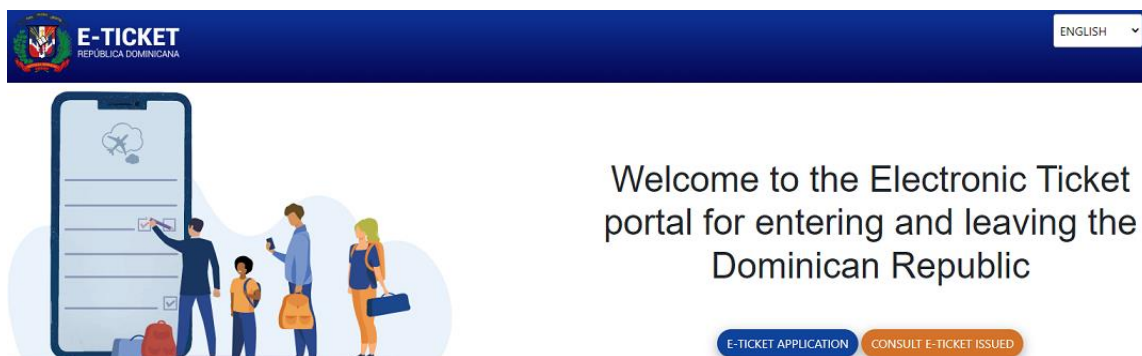 E-TICKET
REPÚBLICA DOMINICANA
ENGLISH
Welcome to the Electronic Ticket
portal for entering and leaving the
Dominican Republic
E-TICKET APPLICATION
CONSULT E-TICKET ISSUED